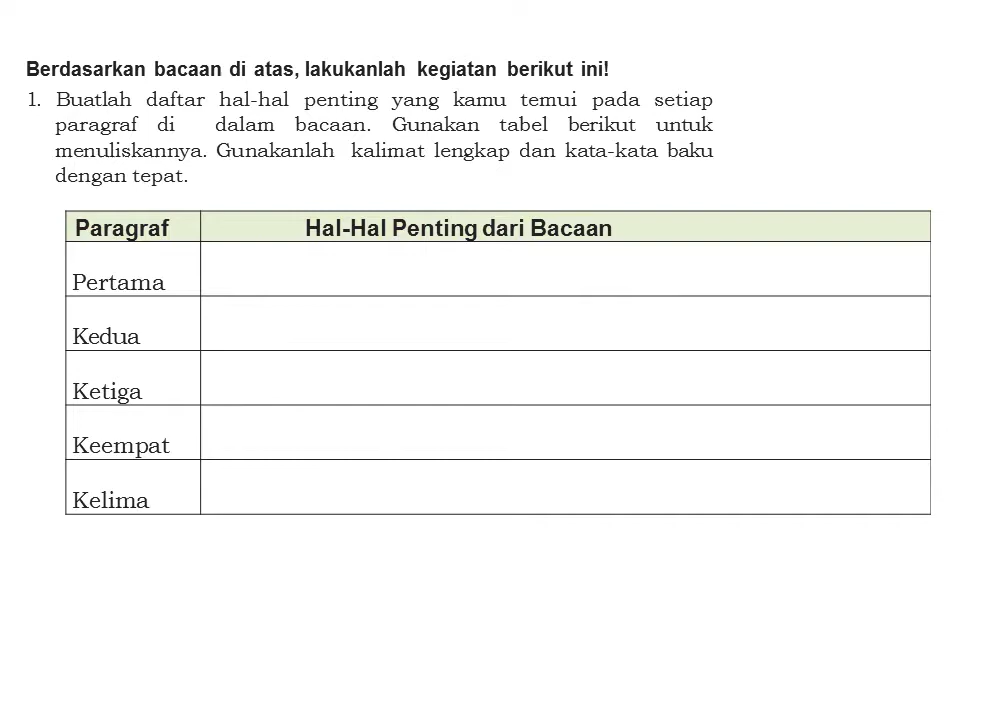 Berdasarkan bacaan di atas, lakukanlah kegiatan berikut ini!
1. Buatlah daftar hal-hal penting yang kamu temui pada setiap
paragraf di dalam bacaan. Gunakan tabel berikut untuk
menuliskannya. Gunakanlah kalimat lengkap dan kata-kata baku
dengan tepat.
Paragraf Hal-Hal Penting dari Bacaan
Pertama
Kedua
Ketiga
Keempat
Kelima